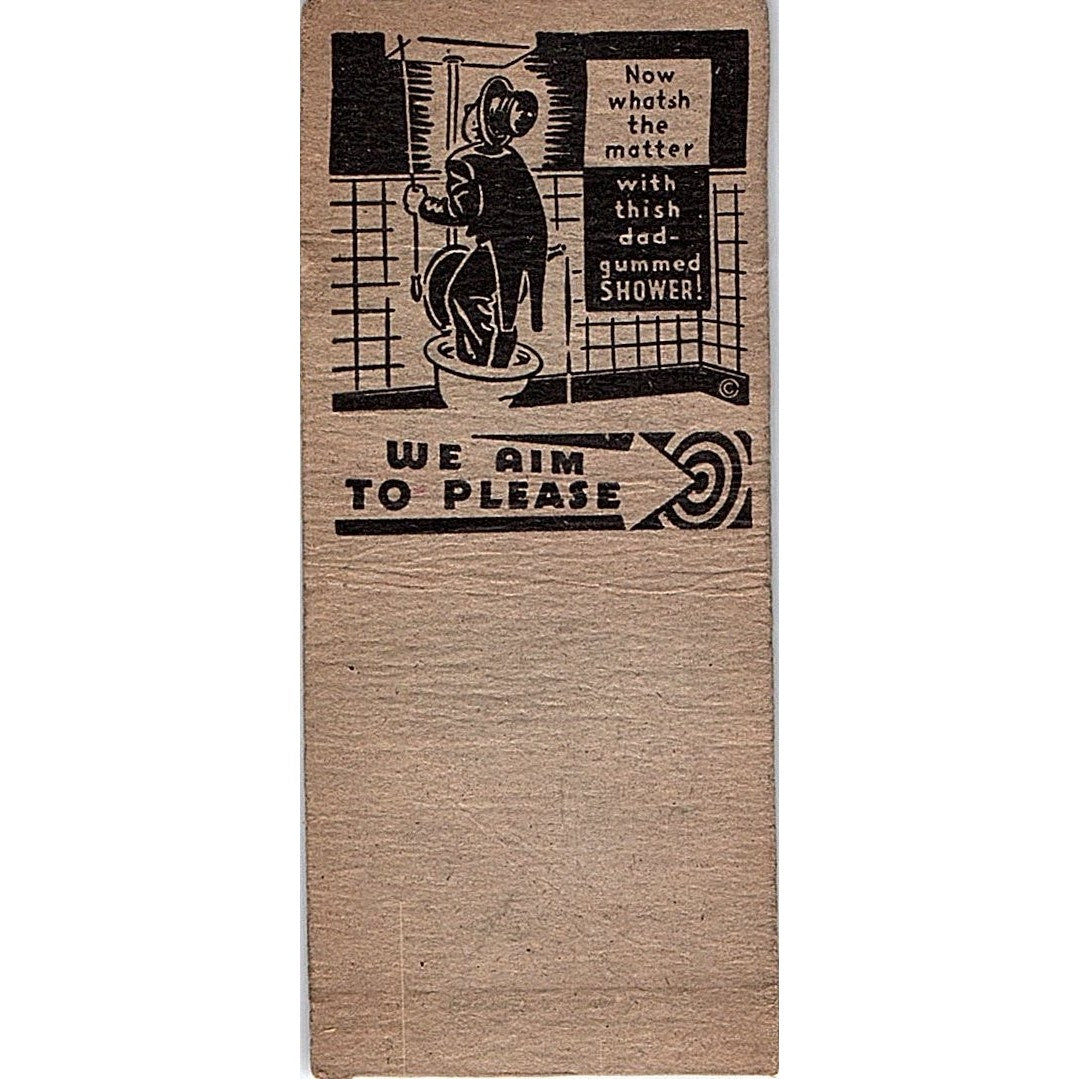 Now
whatsh
the
matter
with
thish
dad-
gummed
SHOWER!
©
WE AIM
TO PLEASE